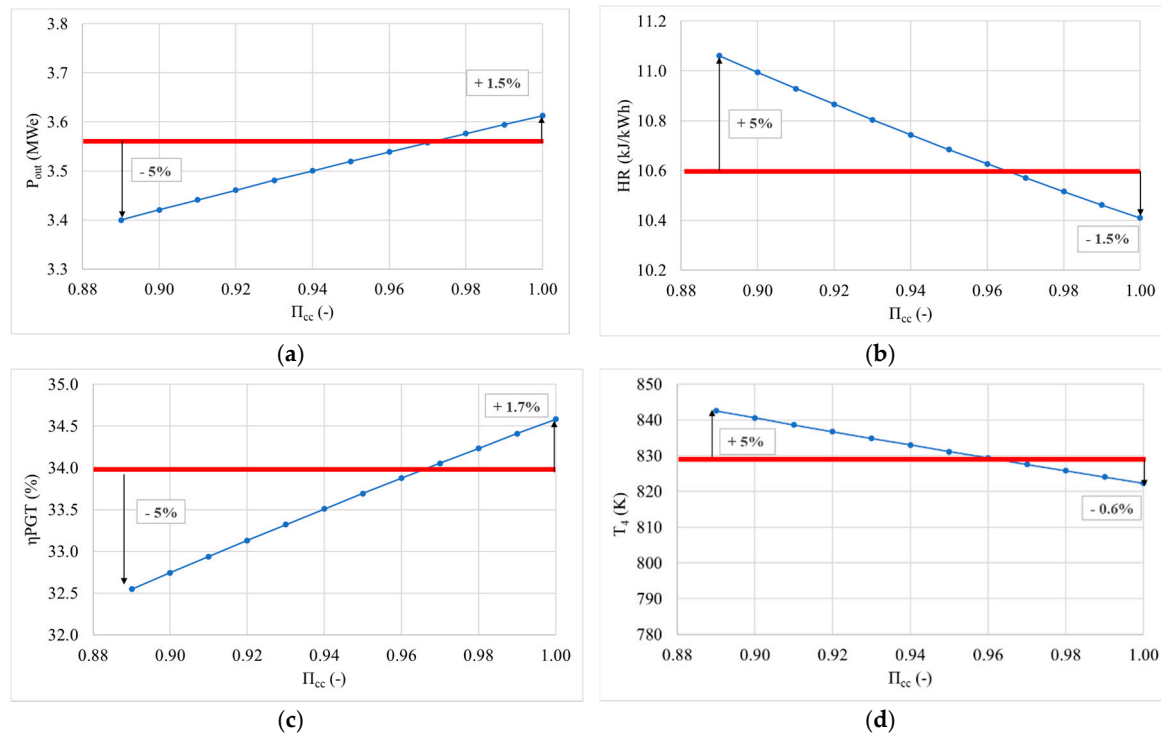 3.8
3.7
3.6
3.5
3.4
3.3
P_out (MWe)
+ 1.5%
- 5%
0.88 0.90 0.92 0.94 0.96 0.98 1.00
Π_cc (-)
(a)
11.2
11.0
10.8
10.6
10.4
10.2
HR (kJ/kWh)
+ 5%
- 1.5%
0.88 0.90 0.92 0.94 0.96 0.98 1.00
Π_cc (-)
(b)
35.0
34.5
34.0
33.5
33.0
32.5
32.0
ηPGT (%)
+ 1.7%
- 5%
0.88 0.90 0.92 0.94 0.96 0.98 1.00
Π_cc (-)
(c)
850
840
830
820
810
800
790
780
T_4 (K)
+ 5%
- 0.6%
0.88 0.90 0.92 0.94 0.96 0.98 1.00
Π_cc (-)
(d)